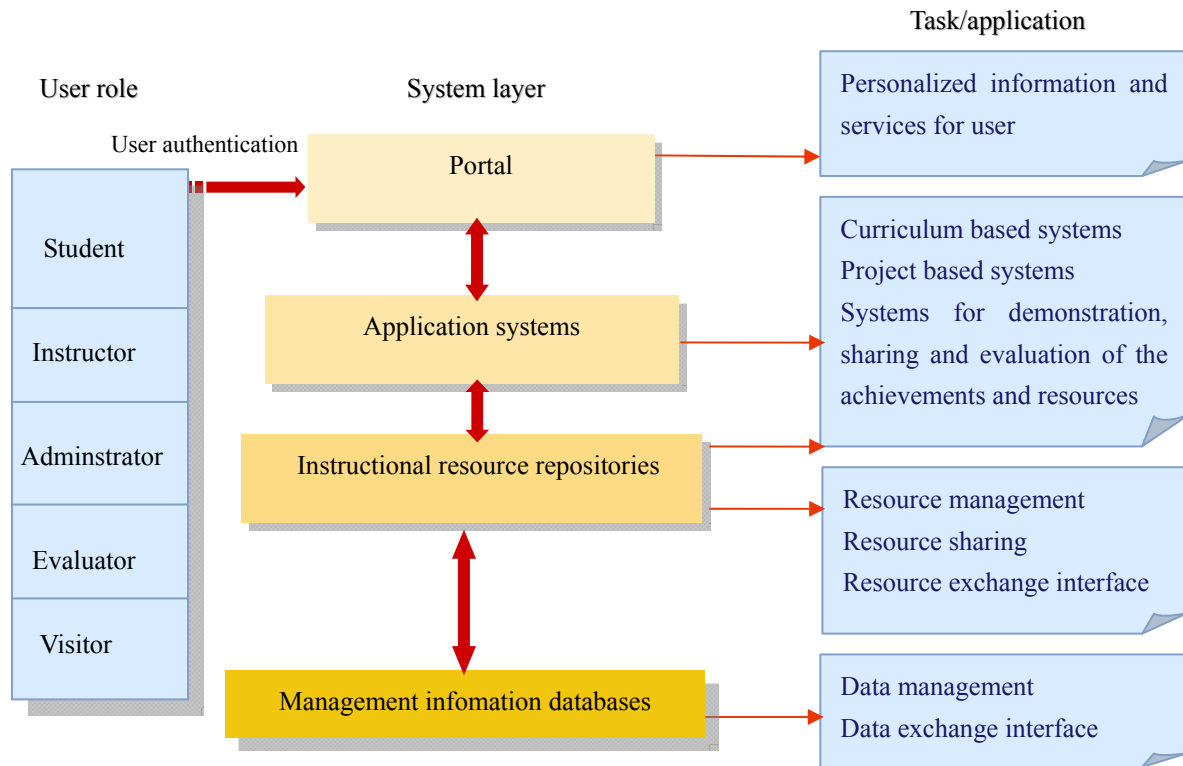 Task/application
User role
System layer
User authentication
Student
Instructor
Adminstrator
Evaluator
Visitor
Portal
Application systems
Instructional resource repositories
Management infomation databases
Personalized information and
services for user
Curriculum based systems
Project based systems
Systems for demonstration,
sharing and evaluation of the
achievements and resources
Resource management
Resource sharing
Resource exchange interface
Data management
Data exchange interface